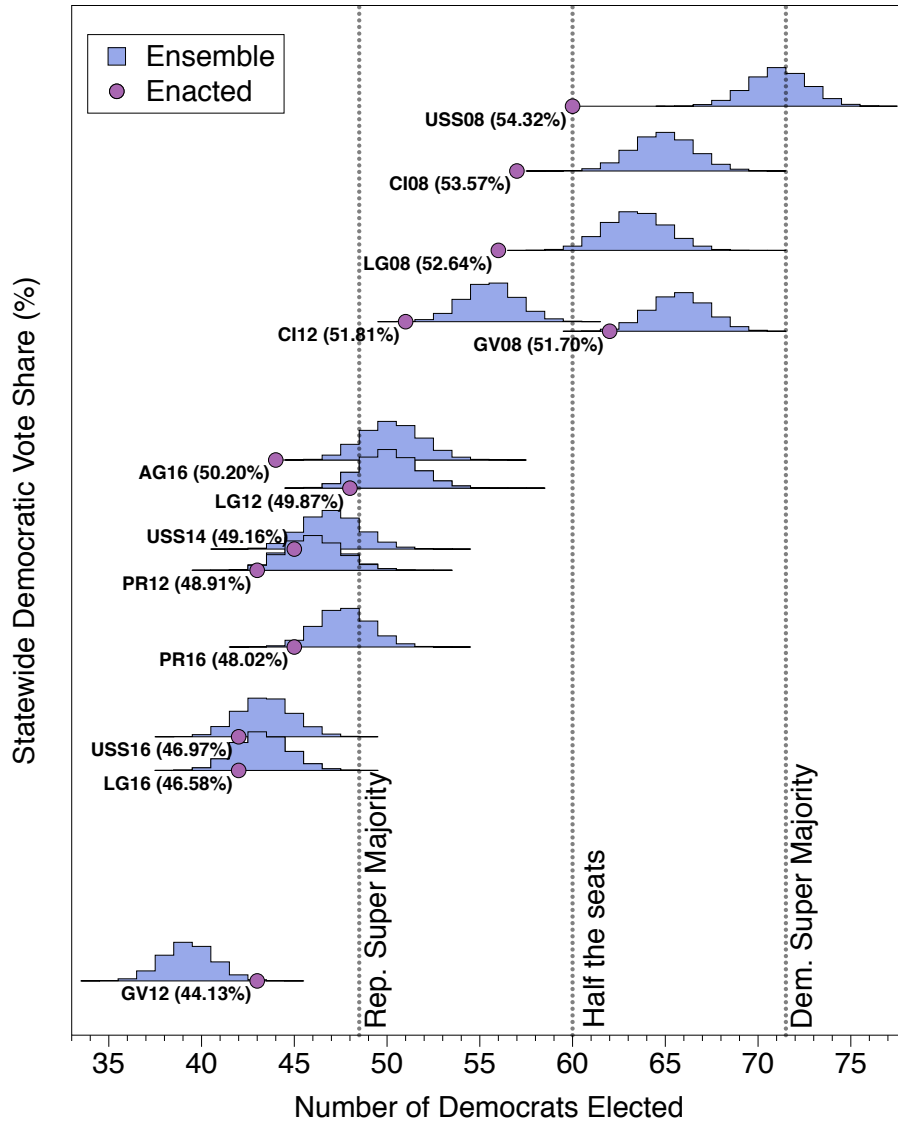 Ensemble
Enacted
USS08 (54.32%)
CI08 (53.57%)
LG08 (52.64%)
CI12 (51.81%)
GV08 (51.70%)
AG16 (50.20%)
LG12 (49.87%)
USS14 (49.16%)
PR12 (48.91%)
PR16 (48.02%)
USS16 (46.97%)
LG16 (46.58%)
GV12 (44.13%)
Rep. Super Majority
Half the seats
Dem. Super Majority
Statewide Democratic Vote Share (%)
35 40 45 50 55 60 65 70 75
Number of Democrats Elected